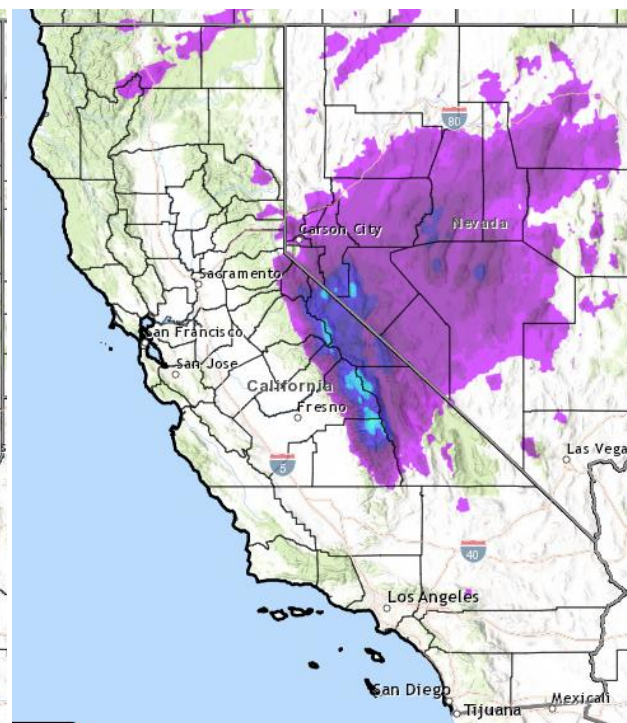 80
Nevada
Carson City
Sacramento
San Francisco
San Jose
California
Fresno
5
Las Vega
40
Los Angeles
San Diego
Tijuana
Mexicali